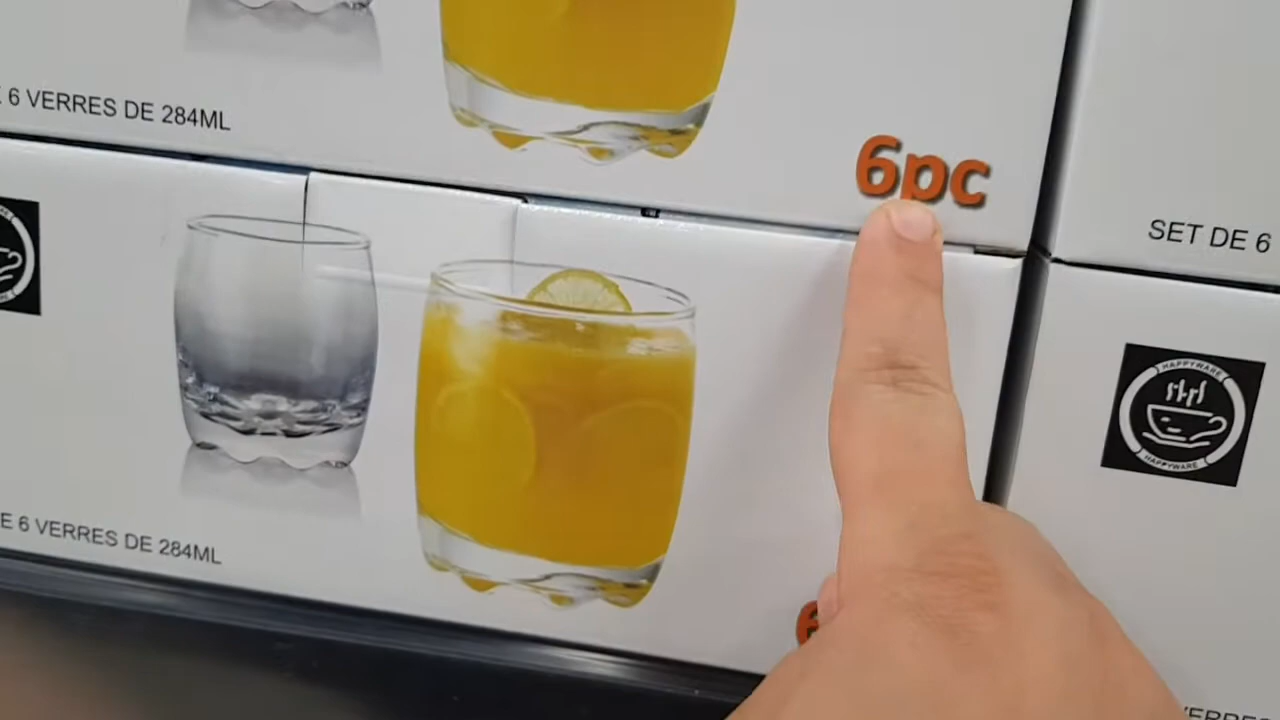 6 VERRES DE 284ML
6pc
SET DE 6
HAPPYWARE
HAPPYWARE
E 6 VERRES DE 284ML